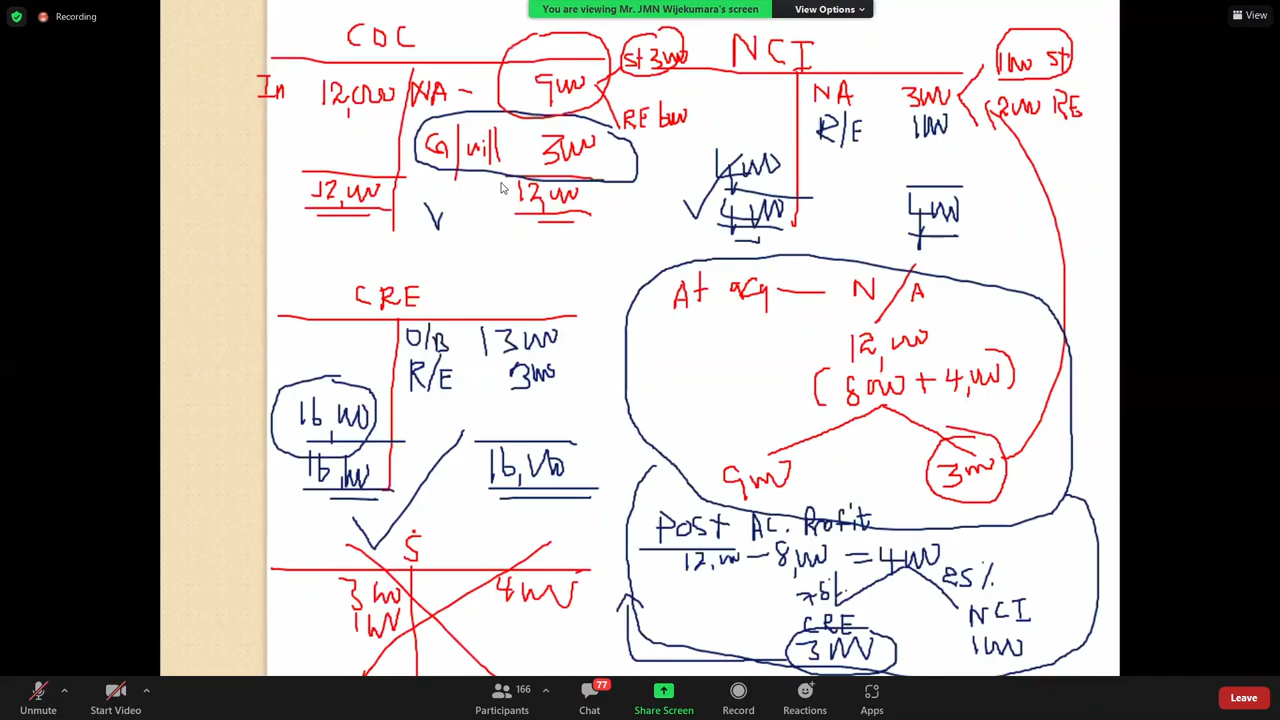 Recording
You are viewing Mr. JMN Wijekumara's screen
View Options
View
COC
In 12,000
NA - 9000
St 3000
RE 6000
G/will 3000
12,000
12,000
NCI
NA 3000
R/E 1000
1000 St
2000 RE
4000
4000
4000
CRE
O/B 13000
R/E 3000
16,000
16,000
16,000
At acq — NA
12,000
(8000 + 4,000)
9000
3000
POST AC. Profit
12,000 - 8,000 = 4000
75% 25%
CRE NCI
3000 1000
S
3000
1000
4000
Unmute
Start Video
166
Participants
77
Chat
Share Screen
Record
Reactions
Apps
Leave